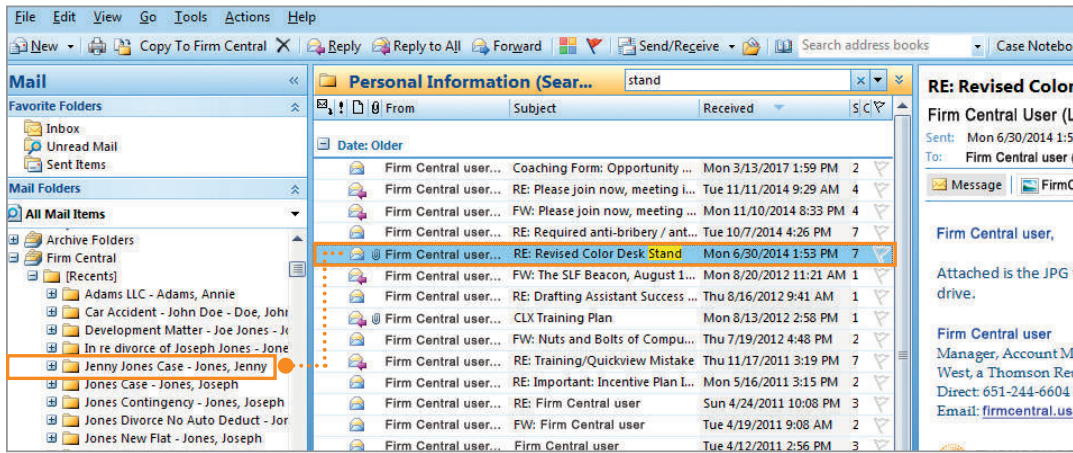 File Edit View Go Tools Actions Help
New Copy To Firm Central Reply Reply to All Forward Send/Receive Search address books Case Notebo
Mail
Favorite Folders
Inbox
Unread Mail
Sent Items
Mail Folders
All Mail Items
Archive Folders
Firm Central
[Recents]
Adams LLC - Adams, Annie
Car Accident - John Doe - Doe, John
Development Matter - Joe Jones - Jo
In re divorce of Joseph Jones - Jone
Jenny Jones Case - Jones, Jenny
Jones Case - Jones, Joseph
Jones Contingency - Jones, Joseph
Jones Divorce No Auto Deduct - Jor
Jones New Flat - Jones, Joseph
Personal Information (Sear... stand
From Subject Received S C
Date: Older
Firm Central user... Coaching Form: Opportunity ... Mon 3/13/2017 1:59 PM 2
Firm Central user... RE: Please join now, meeting i... Tue 11/11/2014 9:29 AM 4
Firm Central user... FW: Please join now, meeting ... Mon 11/10/2014 8:33 PM 4
Firm Central user... RE: Required anti-bribery / ant... Tue 10/7/2014 4:26 PM 7
Firm Central user... RE: Revised Color Desk Stand Mon 6/30/2014 1:53 PM 7
Firm Central user... FW: The SLF Beacon, August 1... Mon 8/20/2012 11:21 AM 1
Firm Central user... RE: Drafting Assistant Success ... Thu 8/16/2012 9:41 AM 1
Firm Central user... CLX Training Plan Mon 8/13/2012 2:58 PM 1
Firm Central user... FW: Nuts and Bolts of Compu... Thu 7/19/2012 4:48 PM 2
Firm Central user... RE: Training/Quickview Mistake Thu 11/17/2011 3:19 PM 7
Firm Central user... RE: Important: Incentive Plan I... Mon 5/16/2011 3:15 PM 2
Firm Central user... RE: Firm Central user Sun 4/24/2011 10:08 PM 3
Firm Central user... FW: Firm Central user Tue 4/19/2011 9:08 AM 2
Firm Central user... Firm Central user Tue 4/12/2011 2:56 PM 3
RE: Revised Color
Firm Central User (L
Sent: Mon 6/30/2014 1:5
To: Firm Central user (
Message FirmC
Firm Central user,
Attached is the JPG
drive.
Firm Central user
Manager, Account M
West, a Thomson Re
Direct: 651-244-6604
Email: firmcentral.us